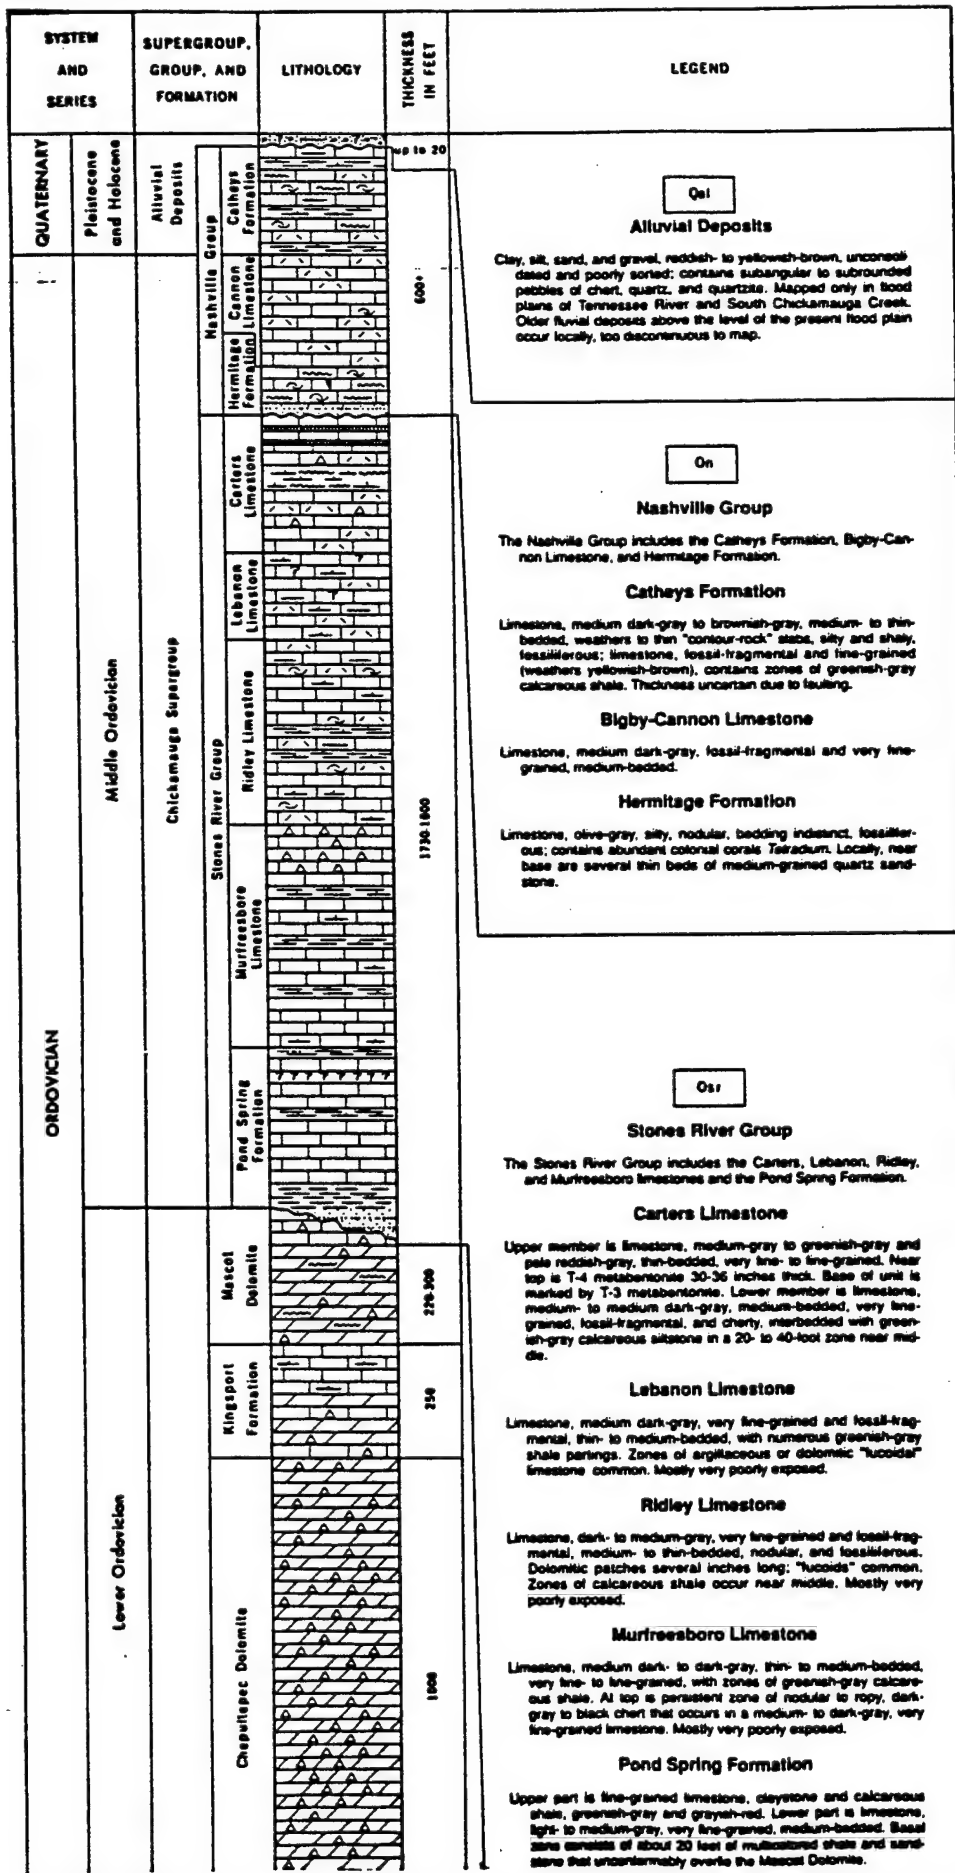 SYSTEM
AND
SERIES
SUPERGROUP,
GROUP, AND
FORMATION
LITHOLOGY
THICKNESS
IN FEET
LEGEND
QUATERNARY
Pleistocene
and Holocene
Alluvial
Deposits
ORDOVICIAN
Middle Ordovician
Lower Ordovician
Chickamauga Supergroup
Nashville Group
Catheys
Formation
Cannon
Limestone
Hermitage
Formation
Stones River Group
Carters
Limestone
Lebanon
Limestone
Ridley Limestone
Murfreesboro
Limestone
Pond Spring
Formation
Mascot
Dolomite
Kingsport
Formation
Chepultepec Dolomite
up to 20
600+
1730-1800
220-300
250
1000
Qal
Alluvial Deposits
Clay, silt, sand, and gravel, reddish- to yellowish-brown, unconsoli-
dated and poorly sorted; contains subangular to subrounded
pebbles of chert, quartz, and quartzite. Mapped only in flood
plains of Tennessee River and South Chickamauga Creek.
Older fluvial deposits above the level of the present flood plain
occur locally, too discontinuous to map.
On
Nashville Group
The Nashville Group includes the Catheys Formation, Bigby-Can-
non Limestone, and Hermitage Formation.
Catheys Formation
Limestone, medium dark-gray to brownish-gray, medium- to thin-
bedded, weathers to thin "contour-rock" slabs, silty and shaly,
fossiliferous; limestone, fossil-fragmental and fine-grained
(weathers yellowish-brown), contains zones of greenish-gray
calcareous shale. Thickness uncertain due to faulting.
Bigby-Cannon Limestone
Limestone, medium dark-gray, fossil-fragmental and very fine-
grained, medium-bedded.
Hermitage Formation
Limestone, olive-gray, silty, nodular, bedding indistinct, fossilifer-
ous; contains abundant colonial corals Tetradium. Locally, near
base are several thin beds of medium-grained quartz sand-
stone.
Osr
Stones River Group
The Stones River Group includes the Carters, Lebanon, Ridley,
and Murfreesboro limestones and the Pond Spring Formation.
Carters Limestone
Upper member is limestone, medium-gray to greenish-gray and
pale reddish-gray, thin-bedded, very fine- to fine-grained. Near
top is T-4 metabentonite 30-36 inches thick. Base of unit is
marked by T-3 metabentonite. Lower member is limestone,
medium- to medium dark-gray, medium-bedded, very fine-
grained, fossil-fragmental, and cherty, interbedded with green-
ish-gray calcareous siltstone in a 20- to 40-foot zone near mid-
dle.
Lebanon Limestone
Limestone, medium dark-gray, very fine-grained and fossil-frag-
mental, thin- to medium-bedded, with numerous greenish-gray
shale partings. Zones of argillaceous or dolomitic "fucoidal"
limestone common. Mostly very poorly exposed.
Ridley Limestone
Limestone, dark- to medium-gray, very fine-grained and fossil-frag-
mental, medium- to thin-bedded, nodular, and fossiliferous.
Dolomitic patches several inches long; "fucoids" common.
Zones of calcareous shale occur near middle. Mostly very
poorly exposed.
Murfreesboro Limestone
Limestone, medium dark- to dark-gray, thin- to medium-bedded,
very fine- to fine-grained, with zones of greenish-gray calcare-
ous shale. At top is persistent zone of nodular to ropy, dark-
gray to black chert that occurs in a medium- to dark-gray, very
fine-grained limestone. Mostly very poorly exposed.
Pond Spring Formation
Upper part is fine-grained limestone, claystone and calcareous
shale, greenish-gray and grayish-red. Lower part is limestone,
light- to medium-gray, very fine-grained, medium-bedded. Basal
zone consists of about 20 feet of multicolored shale and sand-
stone that unconformably overlie the Mascot Dolomite.